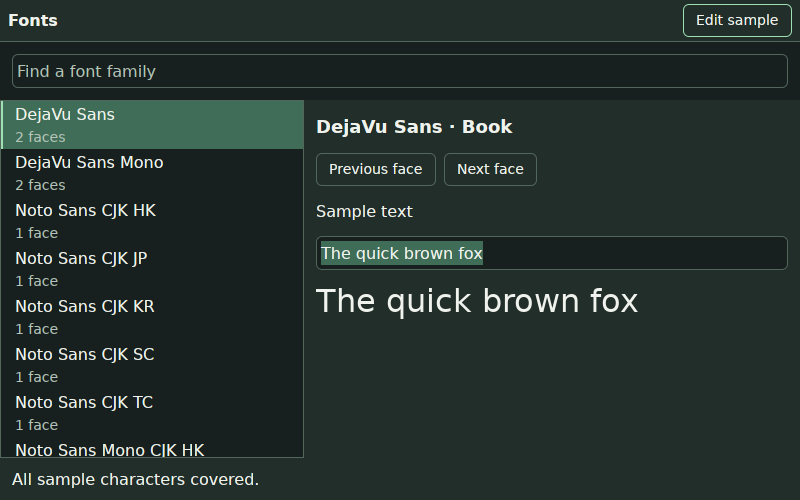 Fonts
Edit sample
Find a font family
DejaVu Sans
2 faces
DejaVu Sans Mono
2 faces
Noto Sans CJK HK
1 face
Noto Sans CJK JP
1 face
Noto Sans CJK KR
1 face
Noto Sans CJK SC
1 face
Noto Sans CJK TC
1 face
Noto Sans Mono CJK HK
DejaVu Sans · Book
Previous face
Next face
Sample text
The quick brown fox
The quick brown fox
All sample characters covered.